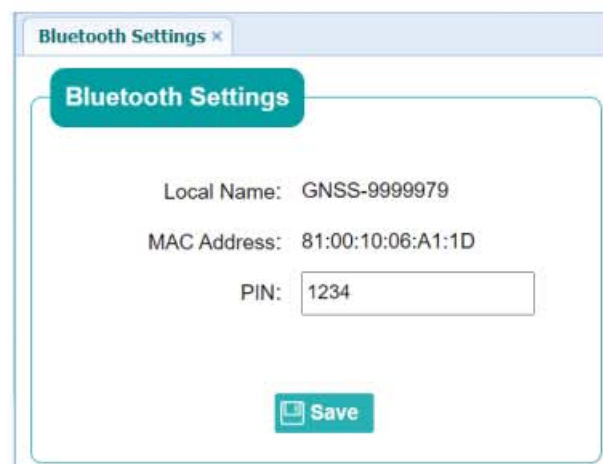 Bluetooth Settings ×
Bluetooth Settings
Local Name: GNSS-9999979
MAC Address: 81:00:10:06:A1:1D
PIN: 1234
Save